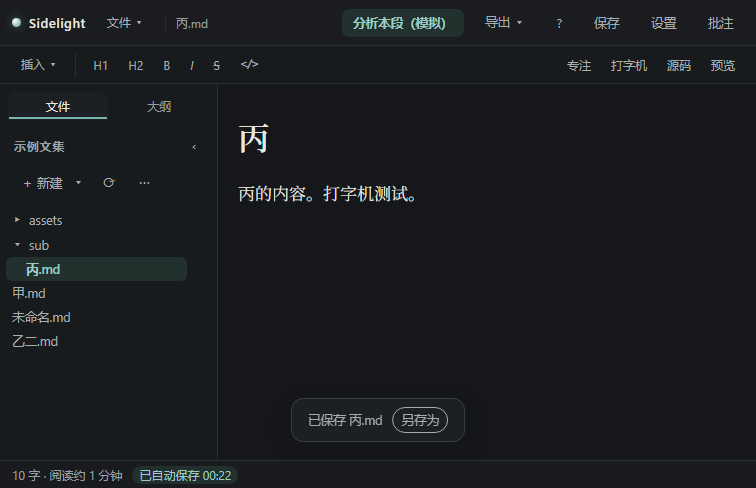 Sidelight 文件 丙.md 分析本段（模拟） 导出 ? 保存 设置 批注
插入 H1 H2 B I S </> 专注 打字机 源码 预览
文件 大纲
示例文集
+ 新建 ...
assets
sub
丙.md
甲.md
未命名.md
乙二.md
丙
丙的内容。打字机测试。
已保存 丙.md 另存为
10 字 · 阅读约 1 分钟 已自动保存 00:22